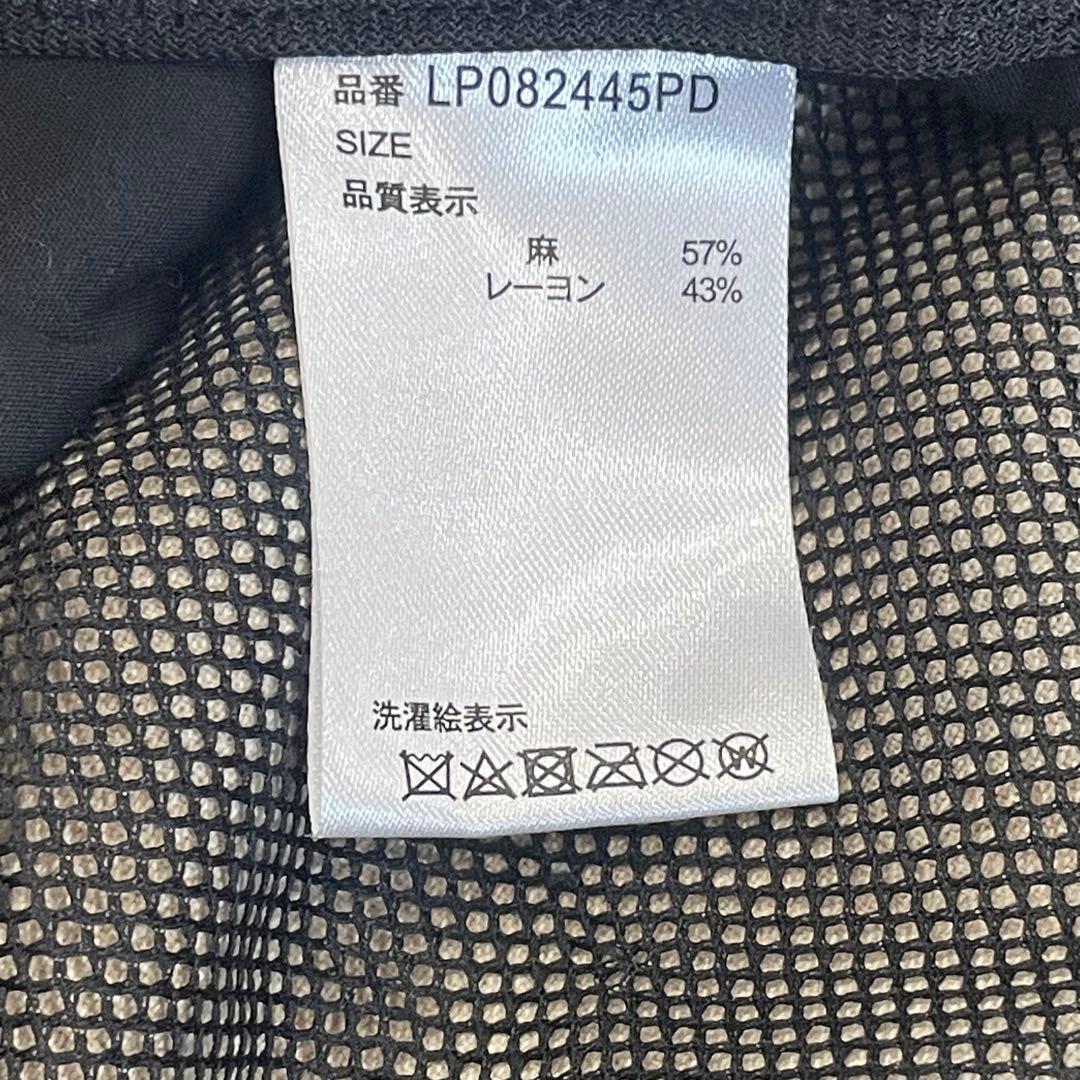 品番 LP082445PD
SIZE
品質表示
麻 57%
レーヨン 43%
洗濯絵表示
W